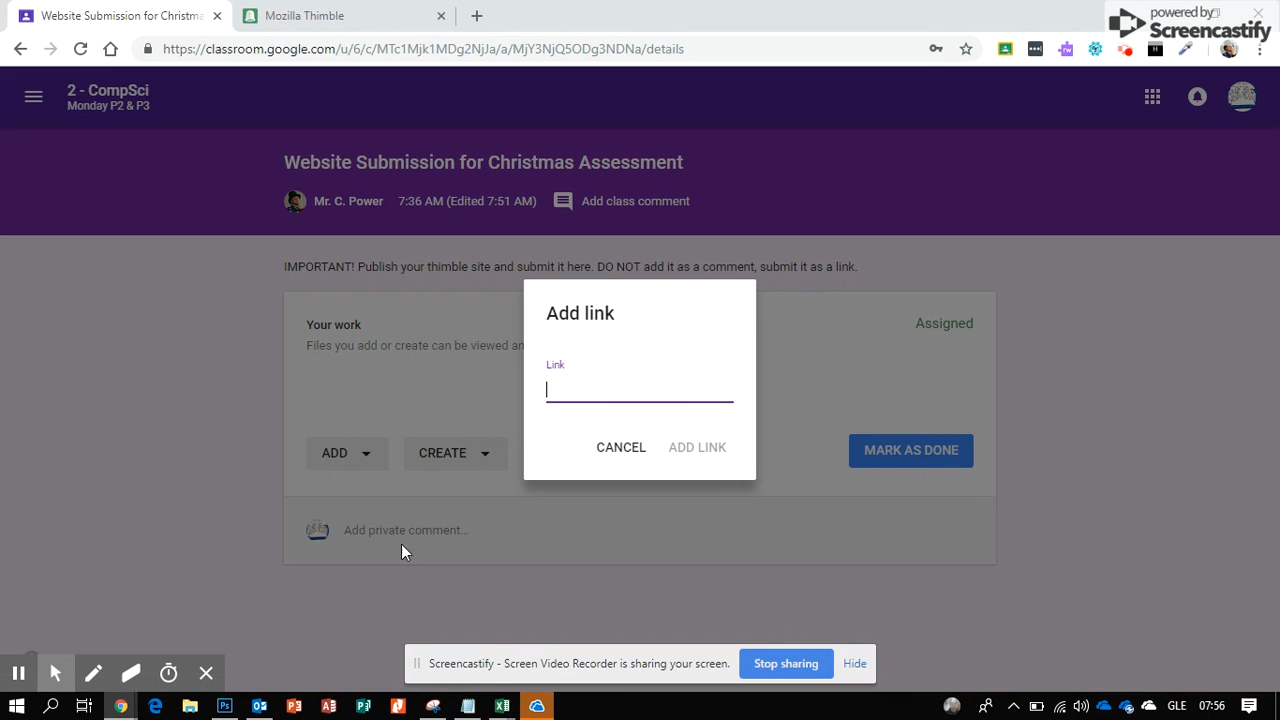 Website Submission for Christma
Mozilla Thimble
powered by
Screencastify
https://classroom.google.com/u/6/c/MTc1Mjk1MDg2NjJa/a/MjY3NjQ5ODg3NDNa/details
2 - CompSci
Monday P2 & P3
Website Submission for Christmas Assessment
Mr. C. Power 7:36 AM (Edited 7:51 AM) Add class comment
IMPORTANT! Publish your thimble site and submit it here. DO NOT add it as a comment, submit it as a link.
Add link
Your work
Assigned
Files you add or create can be viewed an
Link
CANCEL ADD LINK
ADD CREATE MARK AS DONE
Add private comment...
Screencastify - Screen Video Recorder is sharing your screen. Stop sharing Hide
GLE 07:56